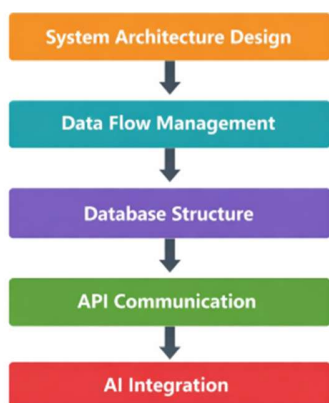 System Architecture Design
Data Flow Management
Database Structure
API Communication
AI Integration